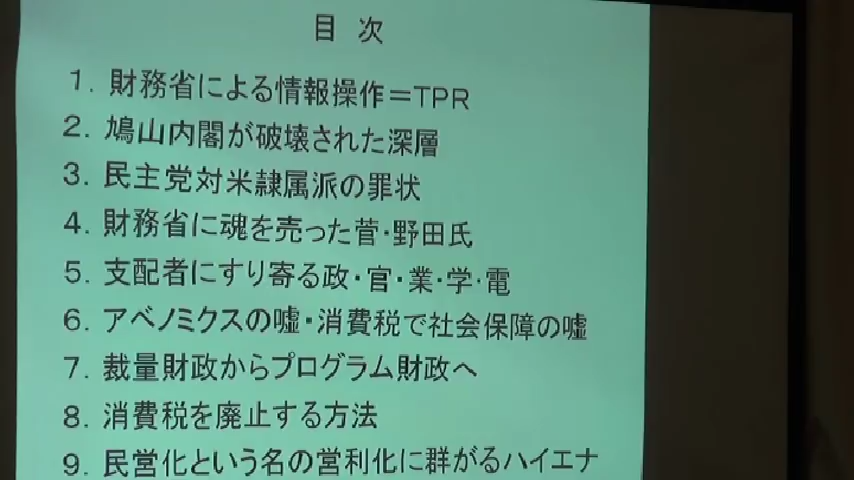 目 次
1. 財務省による情報操作＝TPR
2. 鳩山内閣が破壊された深層
3. 民主党対米隷属派の罪状
4. 財務省に魂を売った菅・野田氏
5. 支配者にすり寄る政・官・業・学・電
6. アベノミクスの嘘・消費税で社会保障の嘘
7. 裁量財政からプログラム財政へ
8. 消費税を廃止する方法
9. 民営化という名の営利化に群がるハイエナ